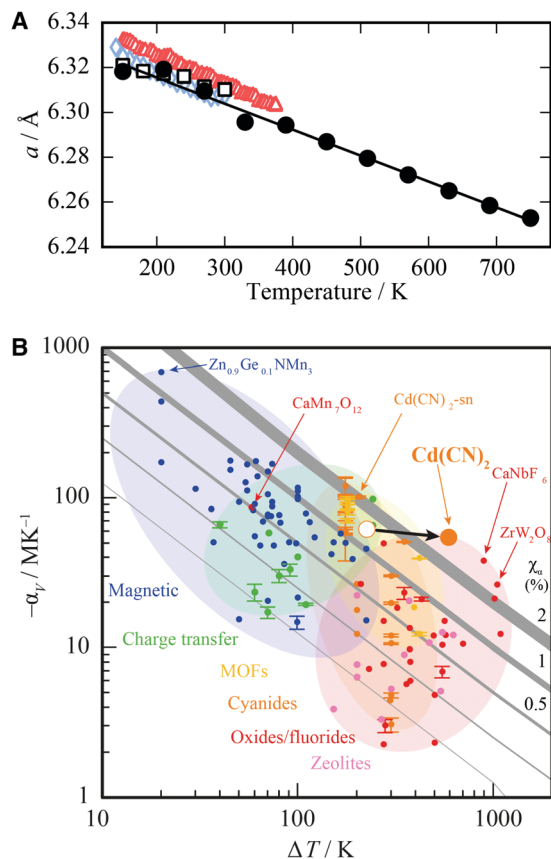 A
6.34
6.32
6.30
6.28
6.26
6.24
a / Å
200 300 400 500 600 700
Temperature / K
B
1000
100
10
1
−αV / MK−1
Zn0.9Ge0.1NMn3
CaMn7O12
Cd(CN)2-sn
Cd(CN)2
CaNbF6
ZrW2O8
χα
(%)
2
1
0.5
Magnetic
Charge transfer
MOFs
Cyanides
Oxides/fluorides
Zeolites
10 100 1000
ΔT / K